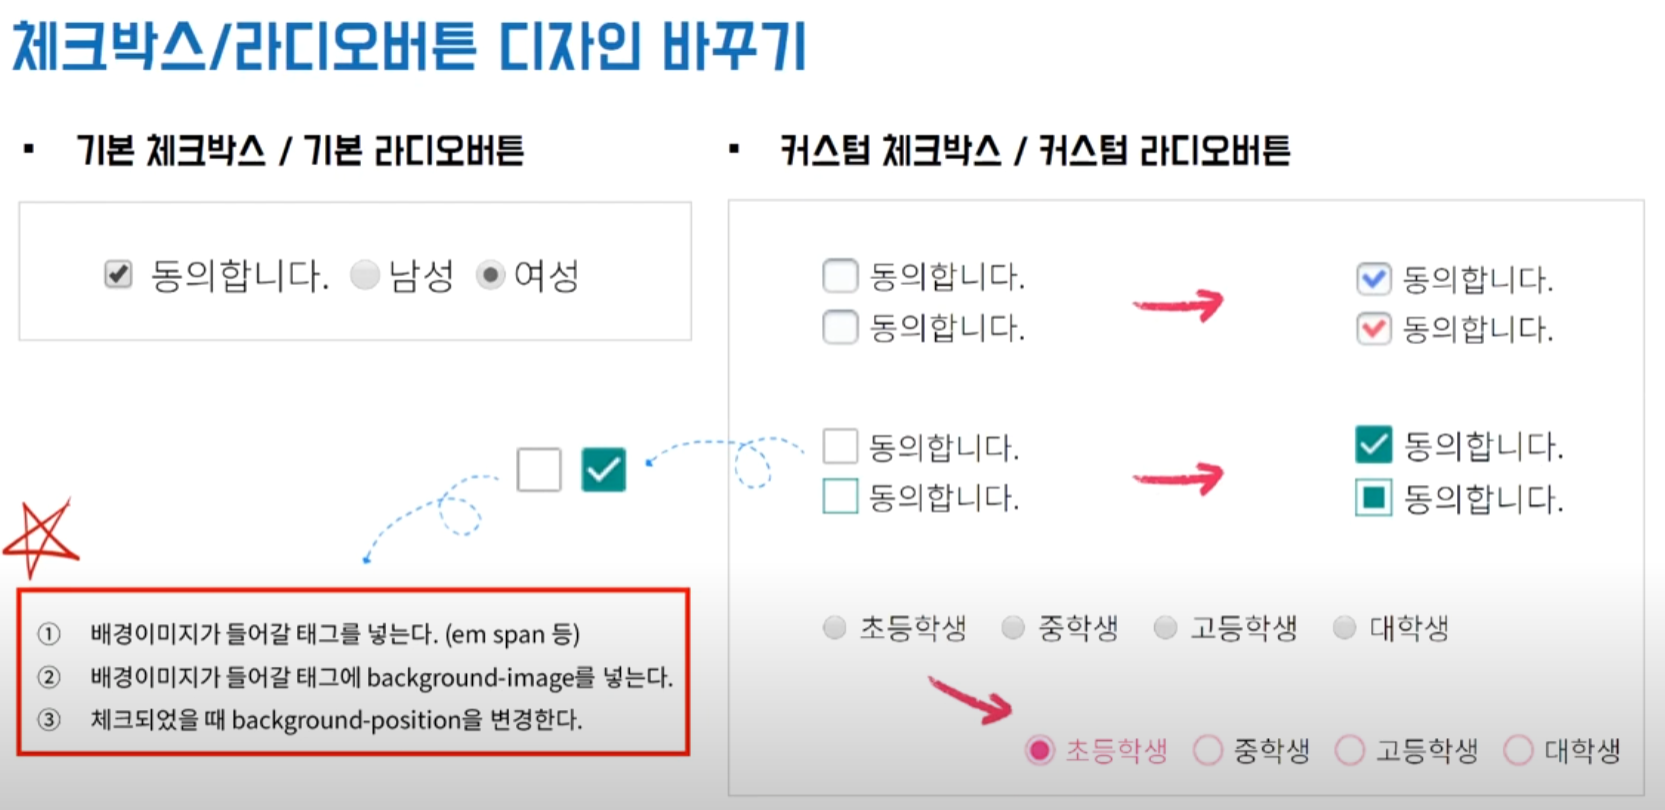 체크박스/라디오버튼 디자인 바꾸기
▪ 기본 체크박스 / 기본 라디오버튼
동의합니다. 남성 여성
① 배경이미지가 들어갈 태그를 넣는다. (em span 등)
② 배경이미지가 들어갈 태그에 background-image를 넣는다.
③ 체크되었을 때 background-position을 변경한다.
▪ 커스텀 체크박스 / 커스텀 라디오버튼
동의합니다. 동의합니다.
동의합니다. 동의합니다.
동의합니다. 동의합니다.
동의합니다. 동의합니다.
초등학생 중학생 고등학생 대학생
초등학생 중학생 고등학생 대학생